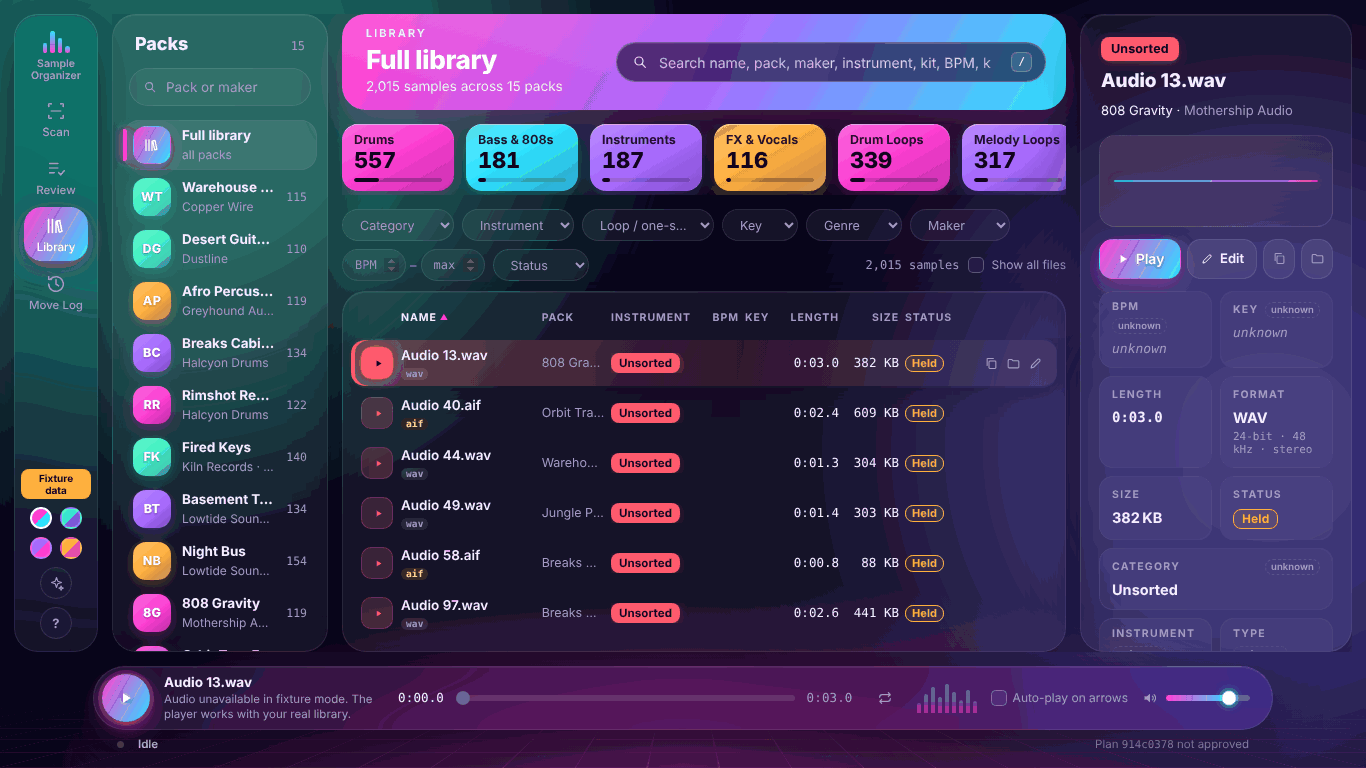 Sample
Organizer
Scan
Review
Library
Move Log
Fixture
data
?
Packs
15
Pack or maker
Full library
all packs
WT
Warehouse ...
Copper Wire
115
DG
Desert Guit...
Dustline
110
AP
Afro Percus...
Greyhound Au...
119
BC
Breaks Cabi...
Halcyon Drums
134
RR
Rimshot Re...
Halcyon Drums
122
FK
Fired Keys
Kiln Records · ...
140
BT
Basement T...
Lowtide Soun...
134
NB
Night Bus
Lowtide Soun...
154
8G
808 Gravity
Mothership A...
119
LIBRARY
Full library
2,015 samples across 15 packs
Search name, pack, maker, instrument, kit, BPM, k
/
Drums
557
Bass & 808s
181
Instruments
187
FX & Vocals
116
Drum Loops
339
Melody Loops
317
Category
Instrument
Loop / one-s...
Key
Genre
Maker
BPM – max
Status
2,015 samples
Show all files
NAME PACK INSTRUMENT BPM KEY LENGTH SIZE STATUS
Audio 13.wav
wav
808 Gra... Unsorted 0:03.0 382 KB Held
Audio 40.aif
aif
Orbit Tra... Unsorted 0:02.4 609 KB Held
Audio 44.wav
wav
Wareho... Unsorted 0:01.3 304 KB Held
Audio 49.wav
wav
Jungle P... Unsorted 0:01.4 303 KB Held
Audio 58.aif
aif
Breaks ... Unsorted 0:00.8 88 KB Held
Audio 97.wav
wav
Breaks ... Unsorted 0:02.6 441 KB Held
Unsorted
Audio 13.wav
808 Gravity · Mothership Audio
Play
Edit
BPM
unknown
unknown
KEY unknown
unknown
LENGTH
0:03.0
FORMAT
WAV
24-bit · 48
kHz · stereo
SIZE
382 KB
STATUS
Held
CATEGORY unknown
Unsorted
INSTRUMENT
TYPE
Audio 13.wav
Audio unavailable in fixture mode. The
player works with your real library.
0:00.0
0:03.0
Auto-play on arrows
Idle
Plan 914c0378 not approved